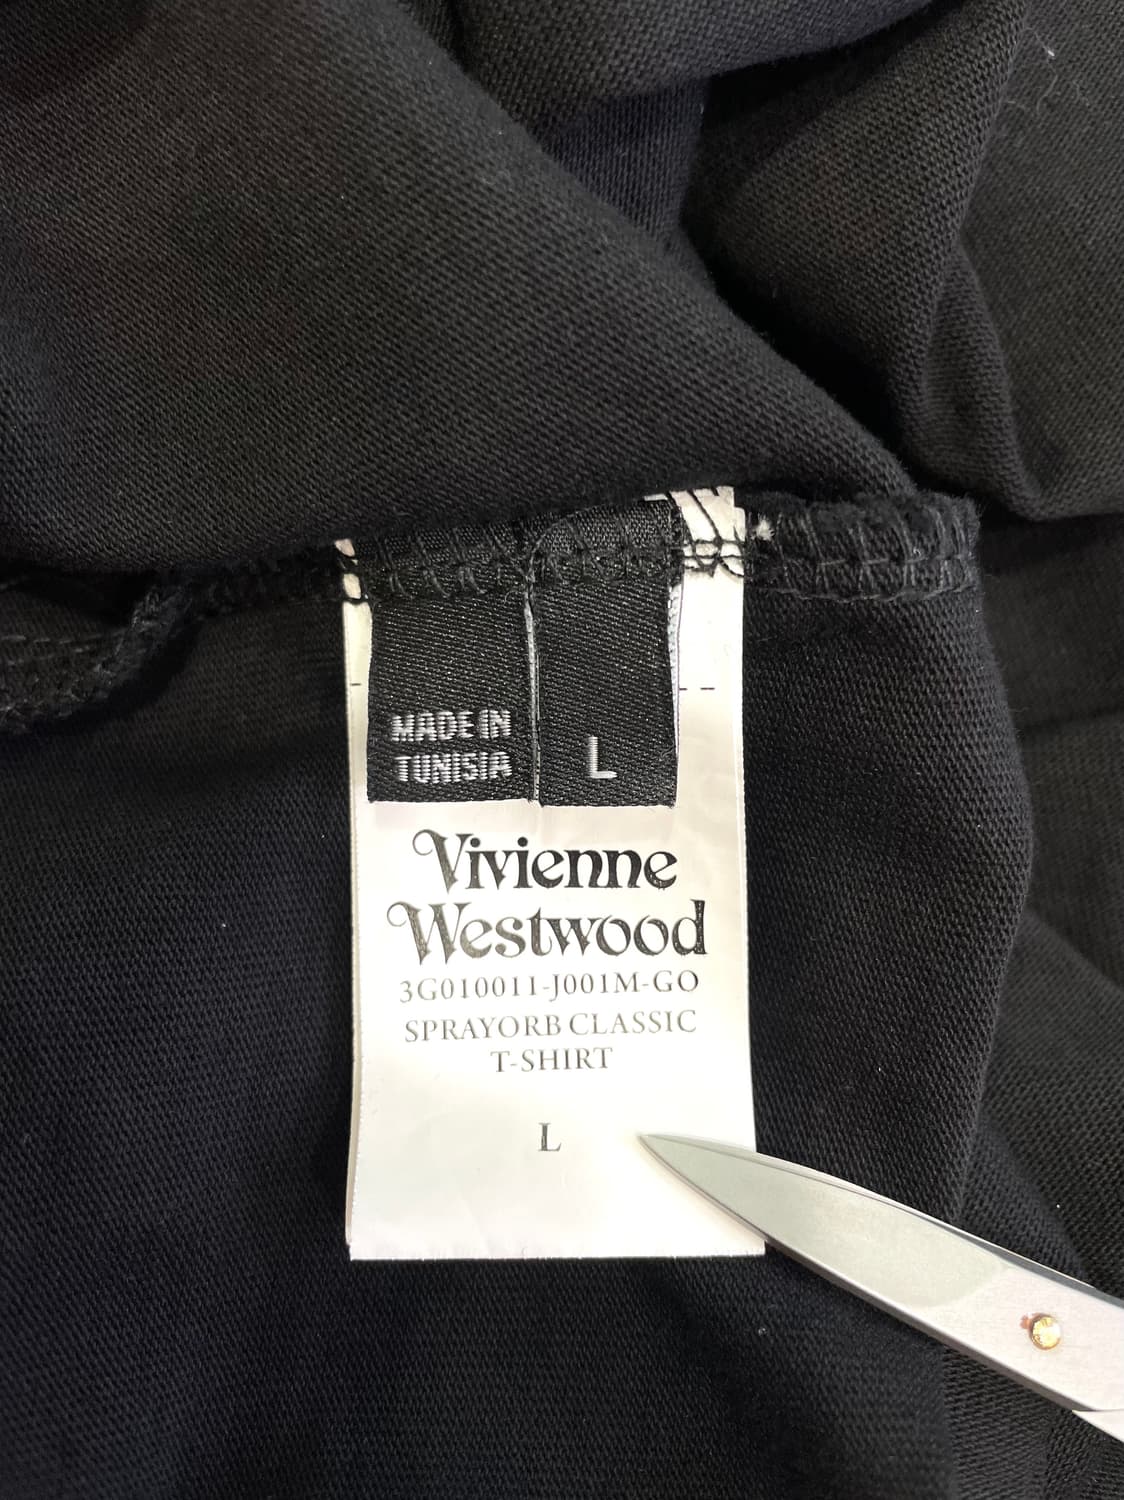 MADE IN
TUNISIA
L
Vivienne
Westwood
3G010011-J001M-GO
SPRAYORB CLASSIC
T-SHIRT
L